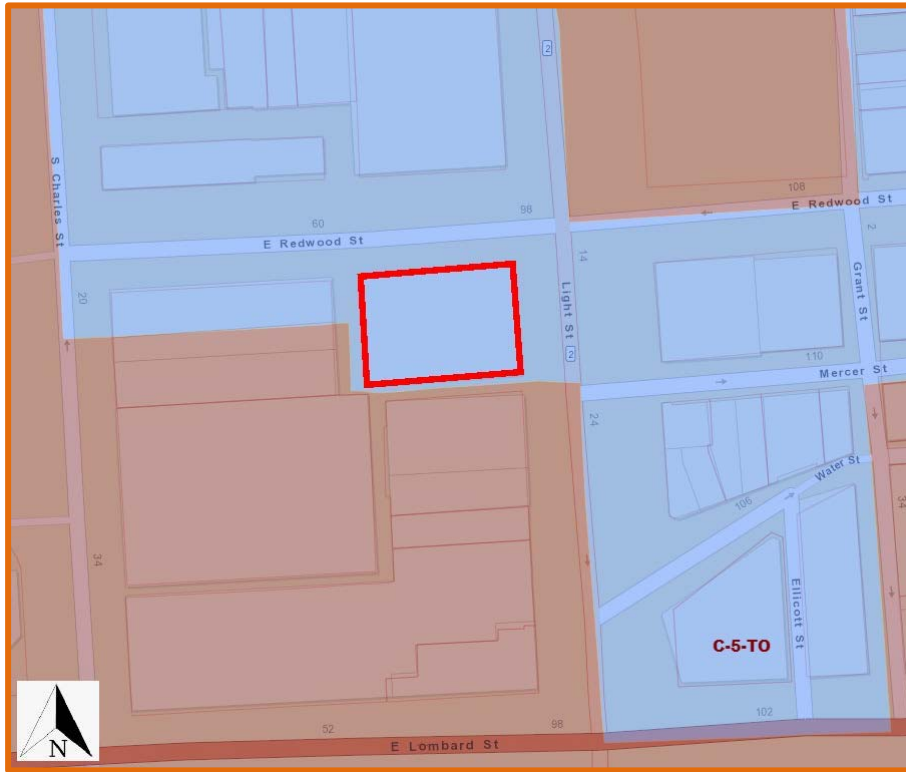 2
S Charles St
108
E Redwood St
60
98
E Redwood St
2
14
Grant St
20
Light St
2
110
Mercer St
24
Water St
106
34
34
Ellicott St
C-5-TO
102
52
98
E Lombard St
N